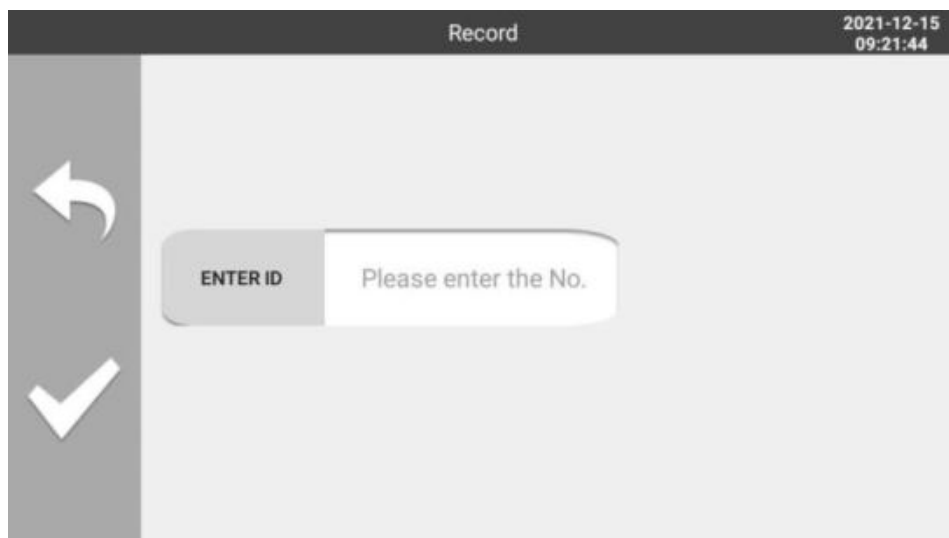 Record
2021-12-15
09:21:44
ENTER ID
Please enter the No.